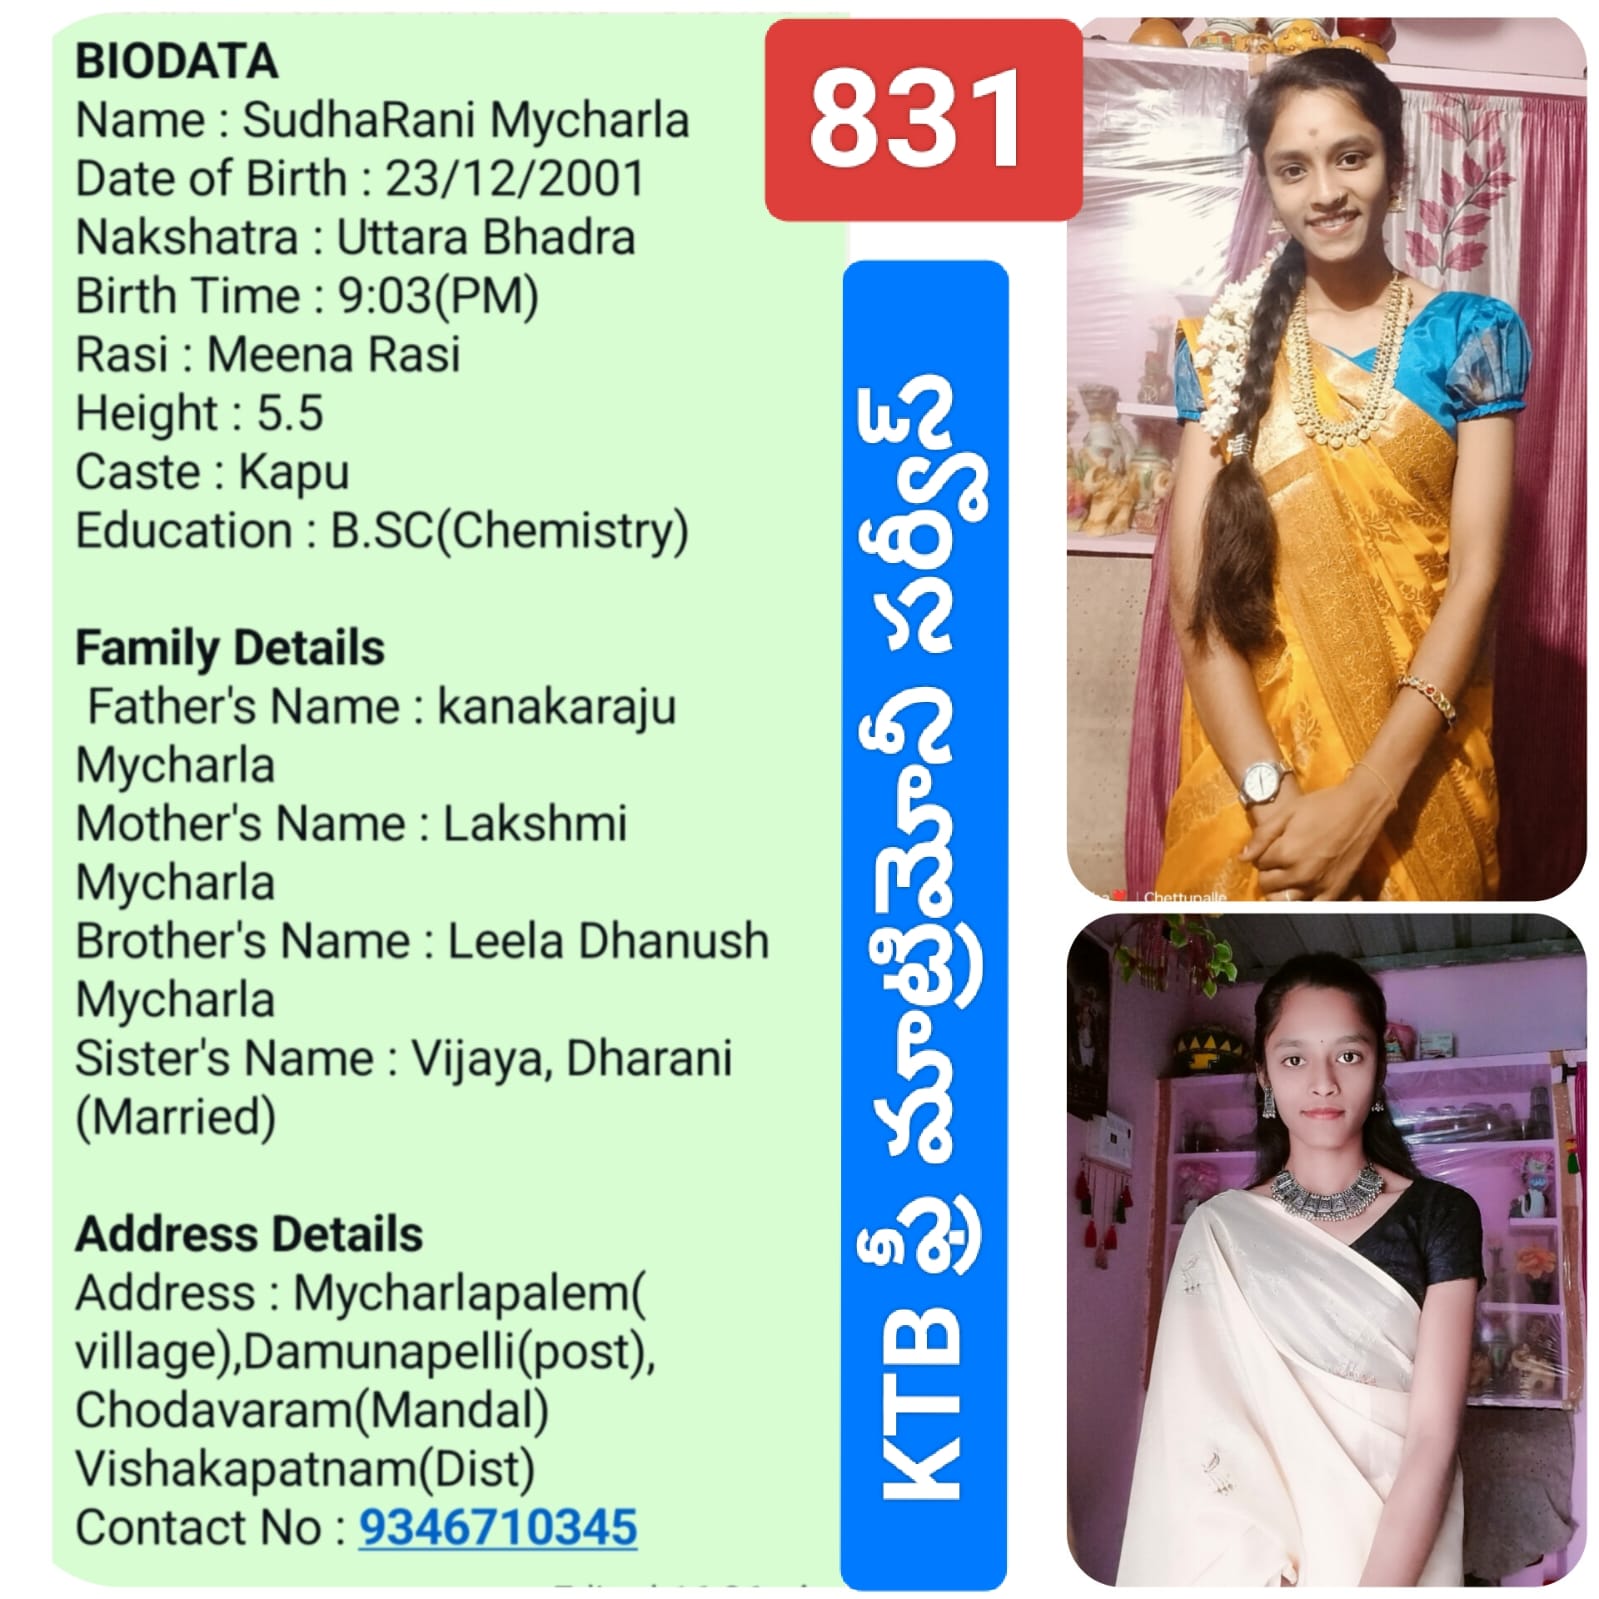 BIODATA
Name : SudhaRani Mycharla
Date of Birth : 23/12/2001
Nakshatra : Uttara Bhadra
Birth Time : 9:03(PM)
Rasi : Meena Rasi
Height : 5.5
Caste : Kapu
Education : B.SC(Chemistry)
Family Details
Father's Name : kanakaraju
Mycharla
Mother's Name : Lakshmi
Mycharla
Brother's Name : Leela Dhanush
Mycharla
Sister's Name : Vijaya, Dharani
(Married)
Address Details
Address : Mycharlapalem(
village),Damunapelli(post),
Chodavaram(Mandal)
Vishakapatnam(Dist)
Contact No : 9346710345
831
KTB ఫ్రీ మాట్రిమోనీ సర్వీస్
Chettupalle